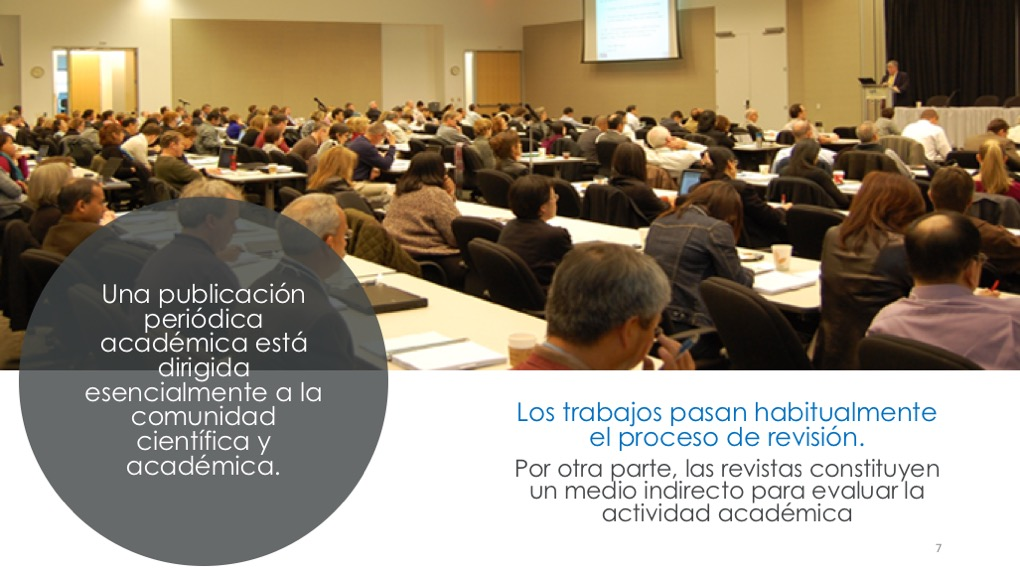 Una publicación
periódica
académica está
dirigida
esencialmente a la
comunidad
científica y
académica.
Los trabajos pasan habitualmente
el proceso de revisión.
Por otra parte, las revistas constituyen
un medio indirecto para evaluar la
actividad académica
7